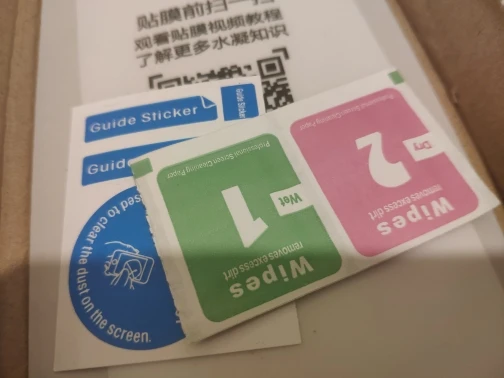 贴膜前扫一扫
观看贴膜视频教程
了解更多水凝知识
Guide Sticker
Guide Sticker
Guide
used to clear the dust on the screen.
Professional Screen Cleaning Paper
1
Wet
Wipes
removes excess dirt
Professional Screen Cleaning Paper
2
Dry
Wipes
removes excess dirt